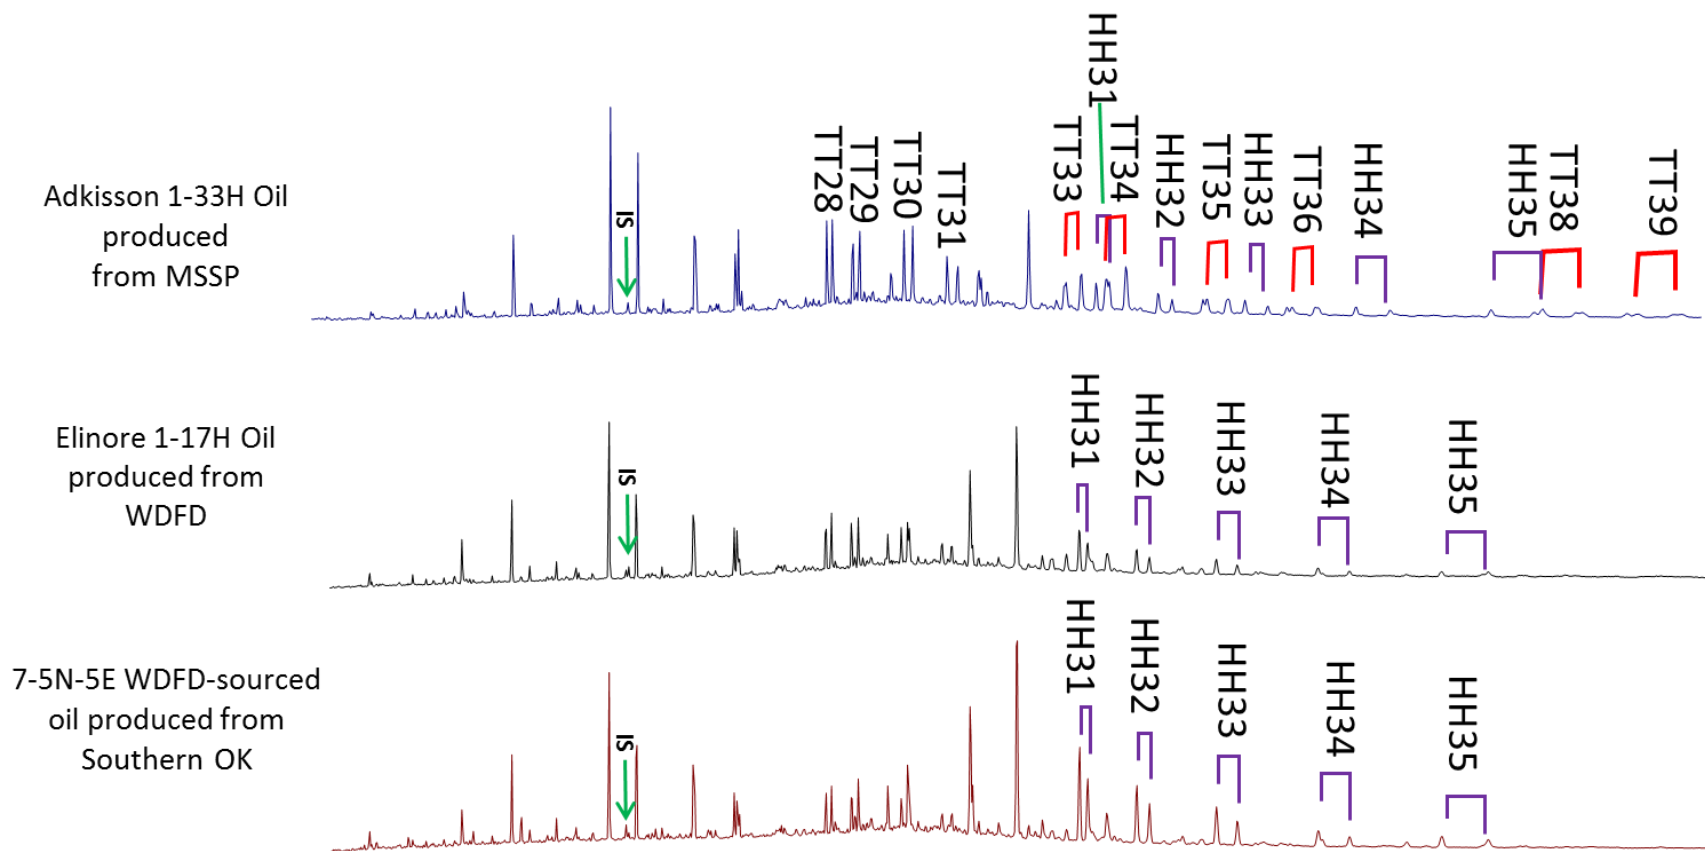 HH31
TT28
TT29
TT30
TT31
TT33
TT34
HH32
TT35
HH33
TT36
HH34
HH35
TT38
TT39
Adkisson 1-33H Oil
produced
from MSSP
IS
HH31
HH32
HH33
HH34
HH35
Elinore 1-17H Oil
produced from
WDFD
IS
HH31
HH32
HH33
HH34
HH35
7-5N-5E WDFD-sourced
oil produced from
Southern OK
IS